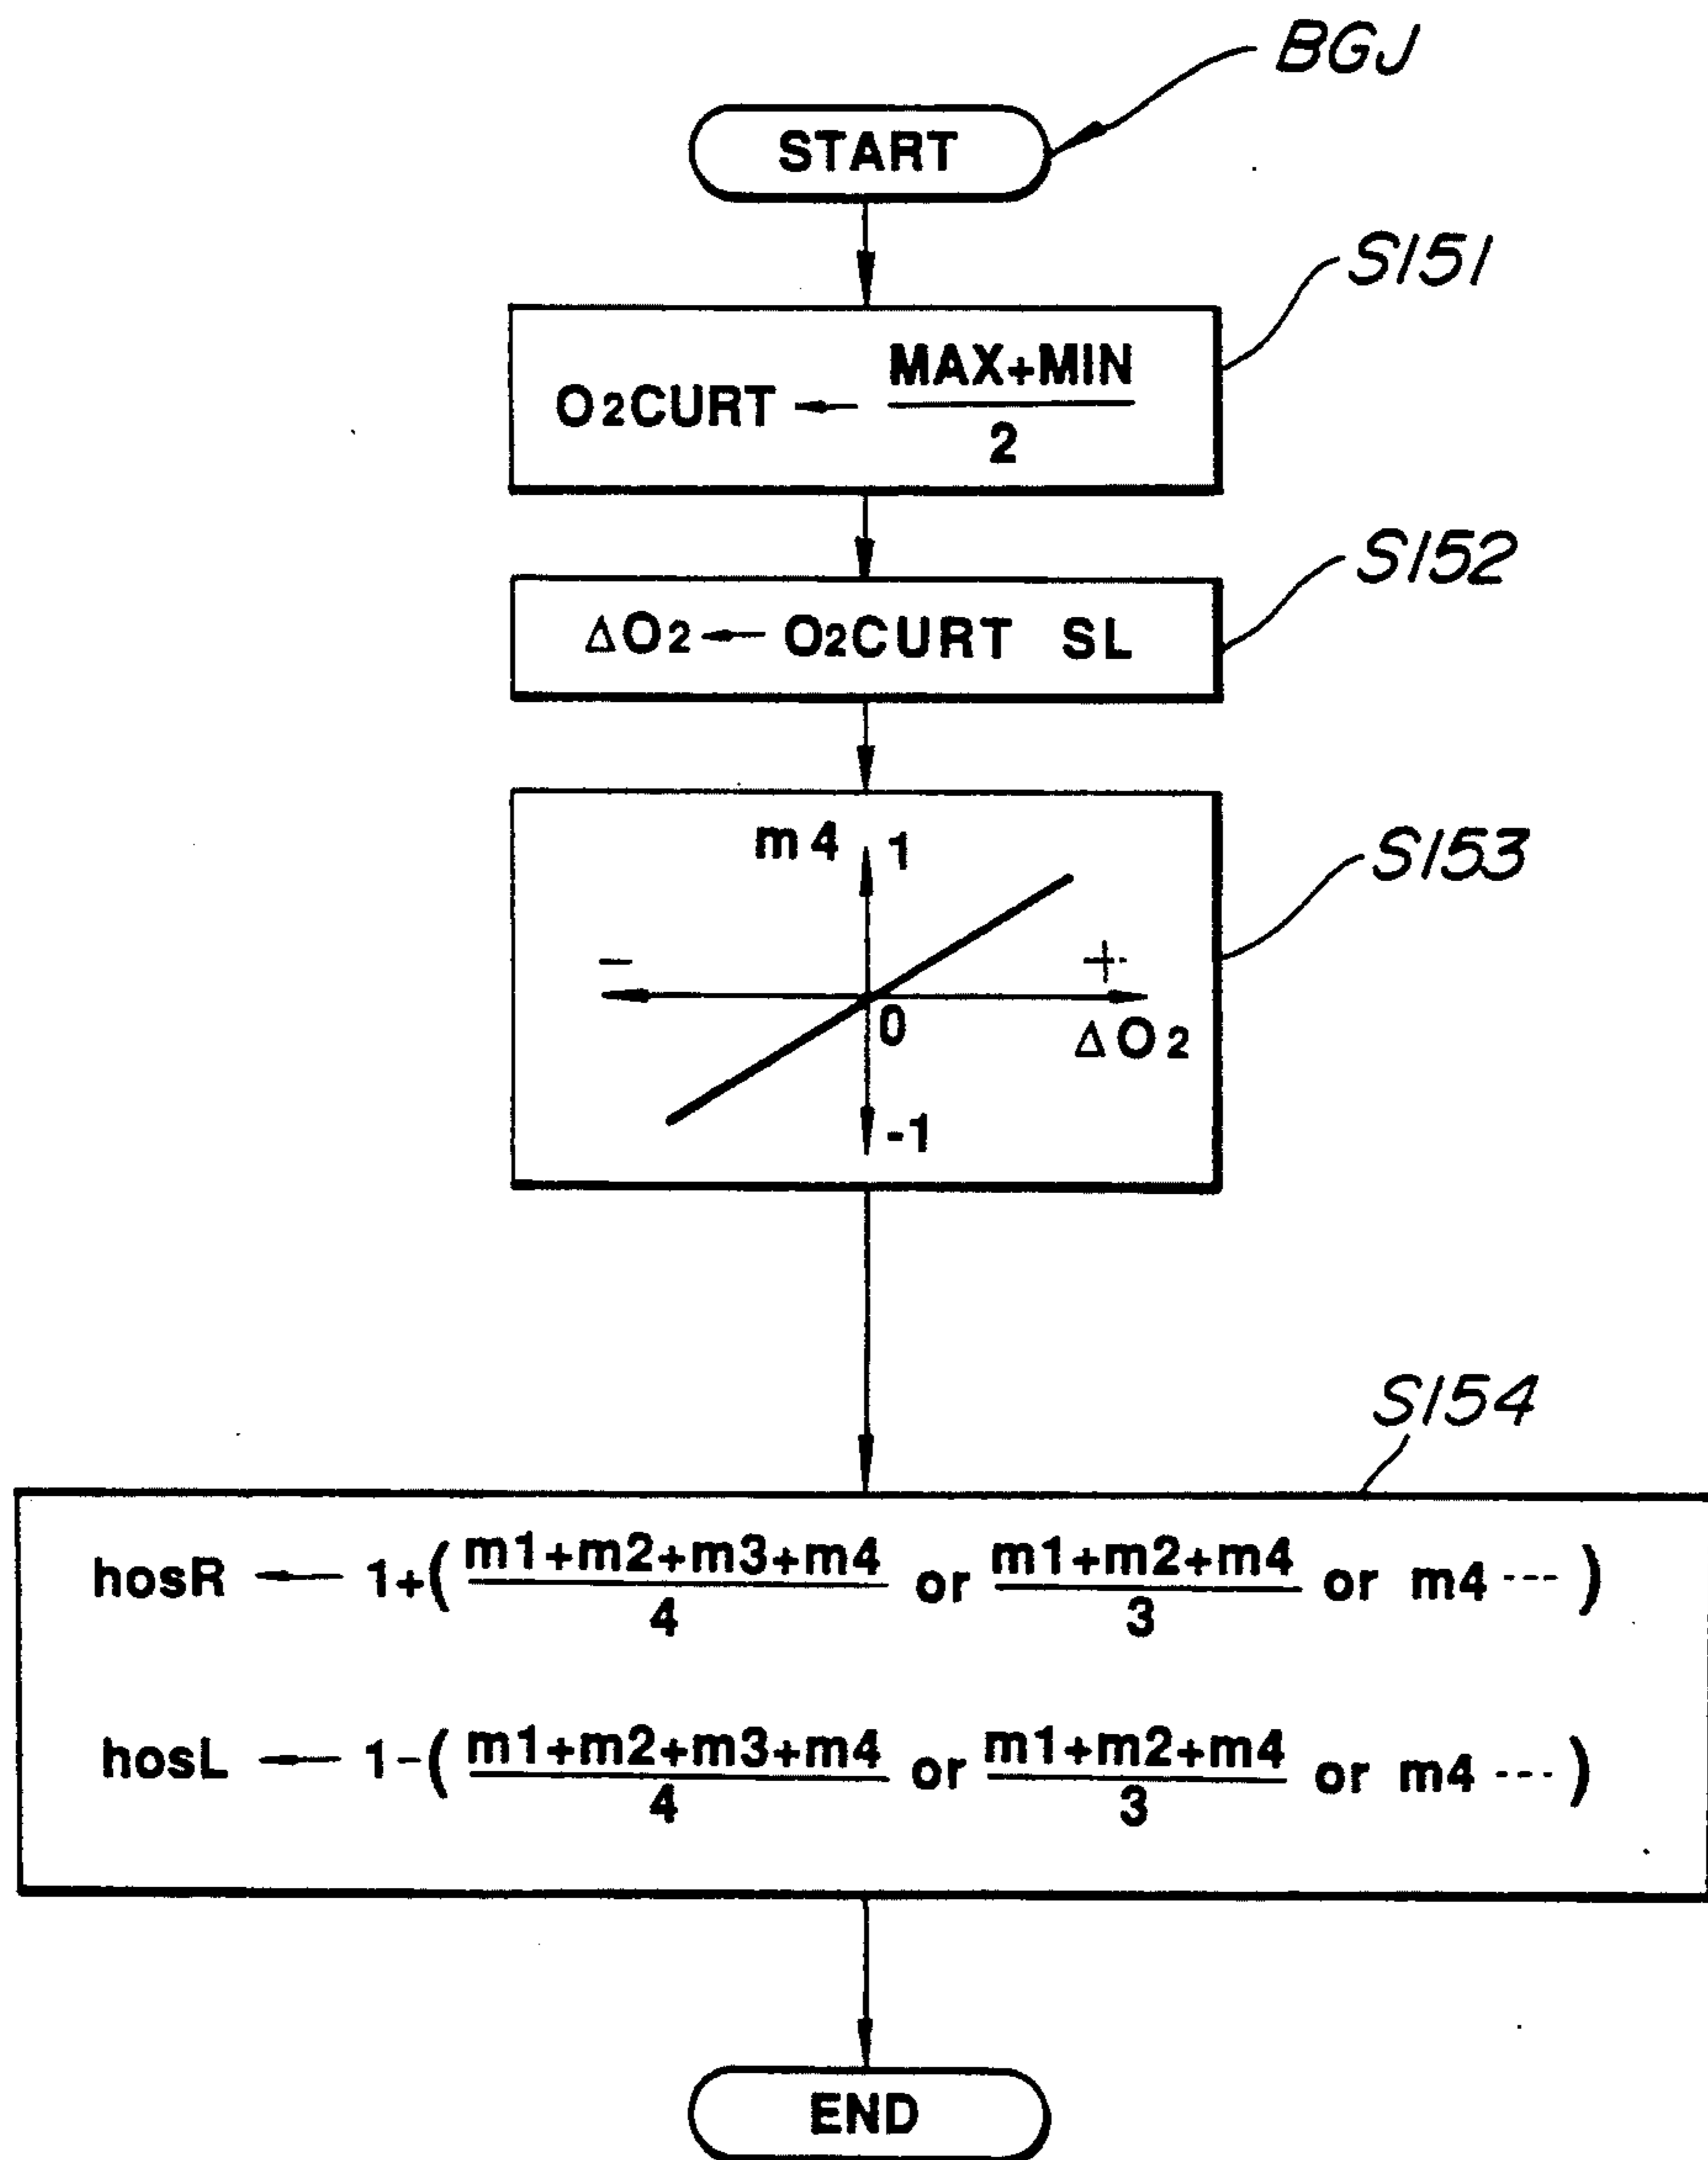 BGJ
START
S151
O2CURT ← MAX+MIN
2
S152
ΔO2 ← O2CURT SL
S153
m4 1
- +
0
ΔO2
-1
S154
hosR ← 1+( m1+m2+m3+m4 / 4 or m1+m2+m4 / 3 or m4 --- )
hosL ← 1-( m1+m2+m3+m4 / 4 or m1+m2+m4 / 3 or m4 --- )
END